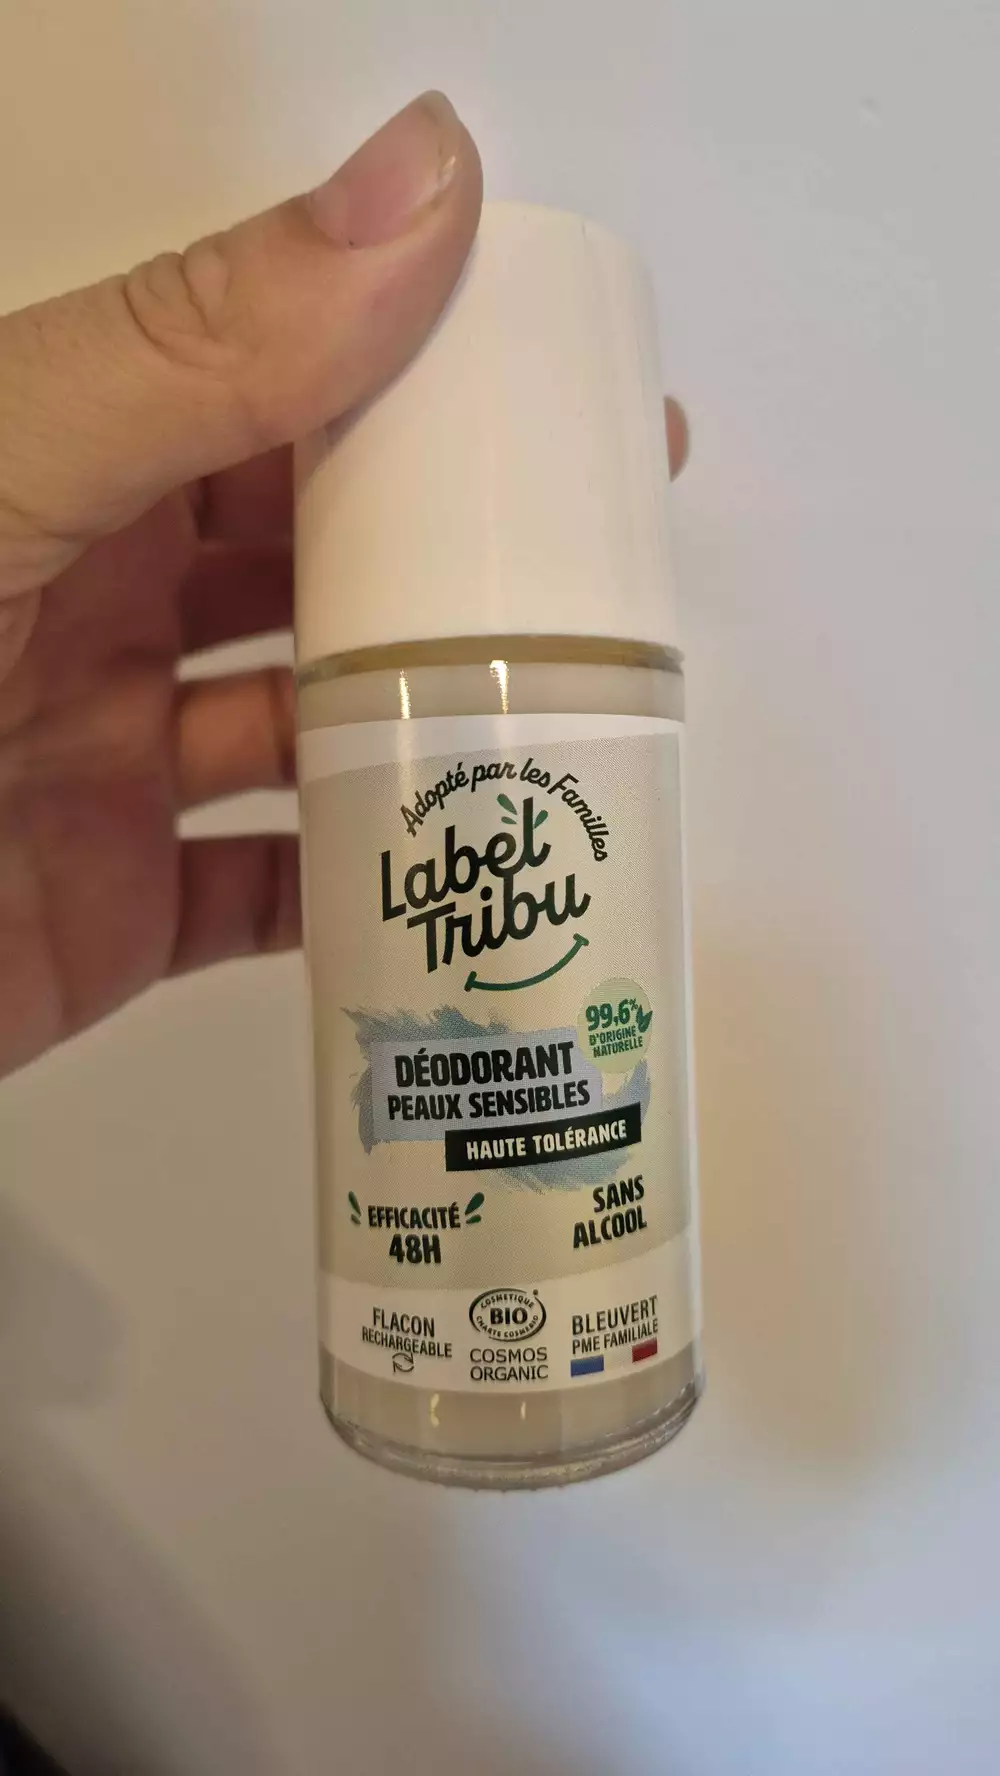 Adopté par les Familles
Label
Tribu
99,6%
D'ORIGINE
NATURELLE
DÉODORANT
PEAUX SENSIBLES
HAUTE TOLÉRANCE
EFFICACITÉ
48H
SANS
ALCOOL
FLACON
RECHARGEABLE
COSMETIQUE
BIO
CHARTE COSMEBIO
COSMOS
ORGANIC
BLEUVERT
PME FAMILIALE